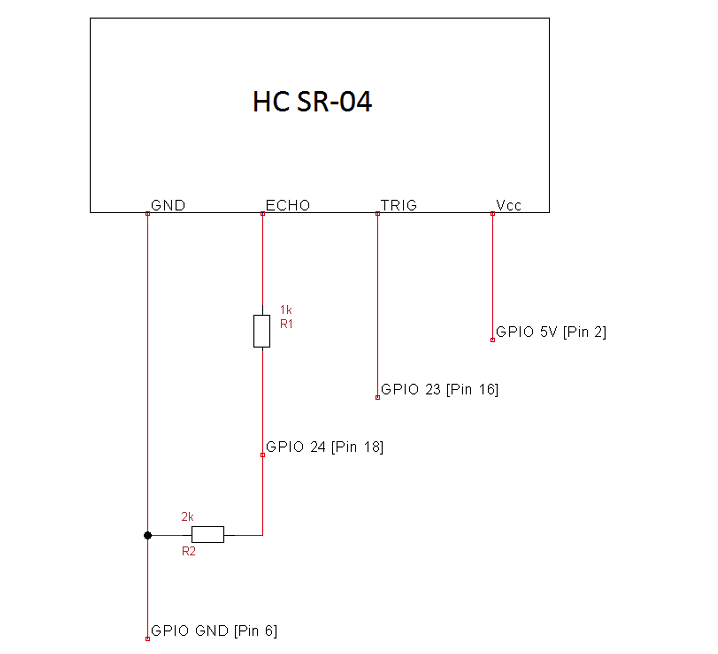 HC SR-04
GND
ECHO
TRIG
Vcc
1k
R1
GPIO 5V [Pin 2]
GPIO 23 [Pin 16]
GPIO 24 [Pin 18]
2k
R2
GPIO GND [Pin 6]